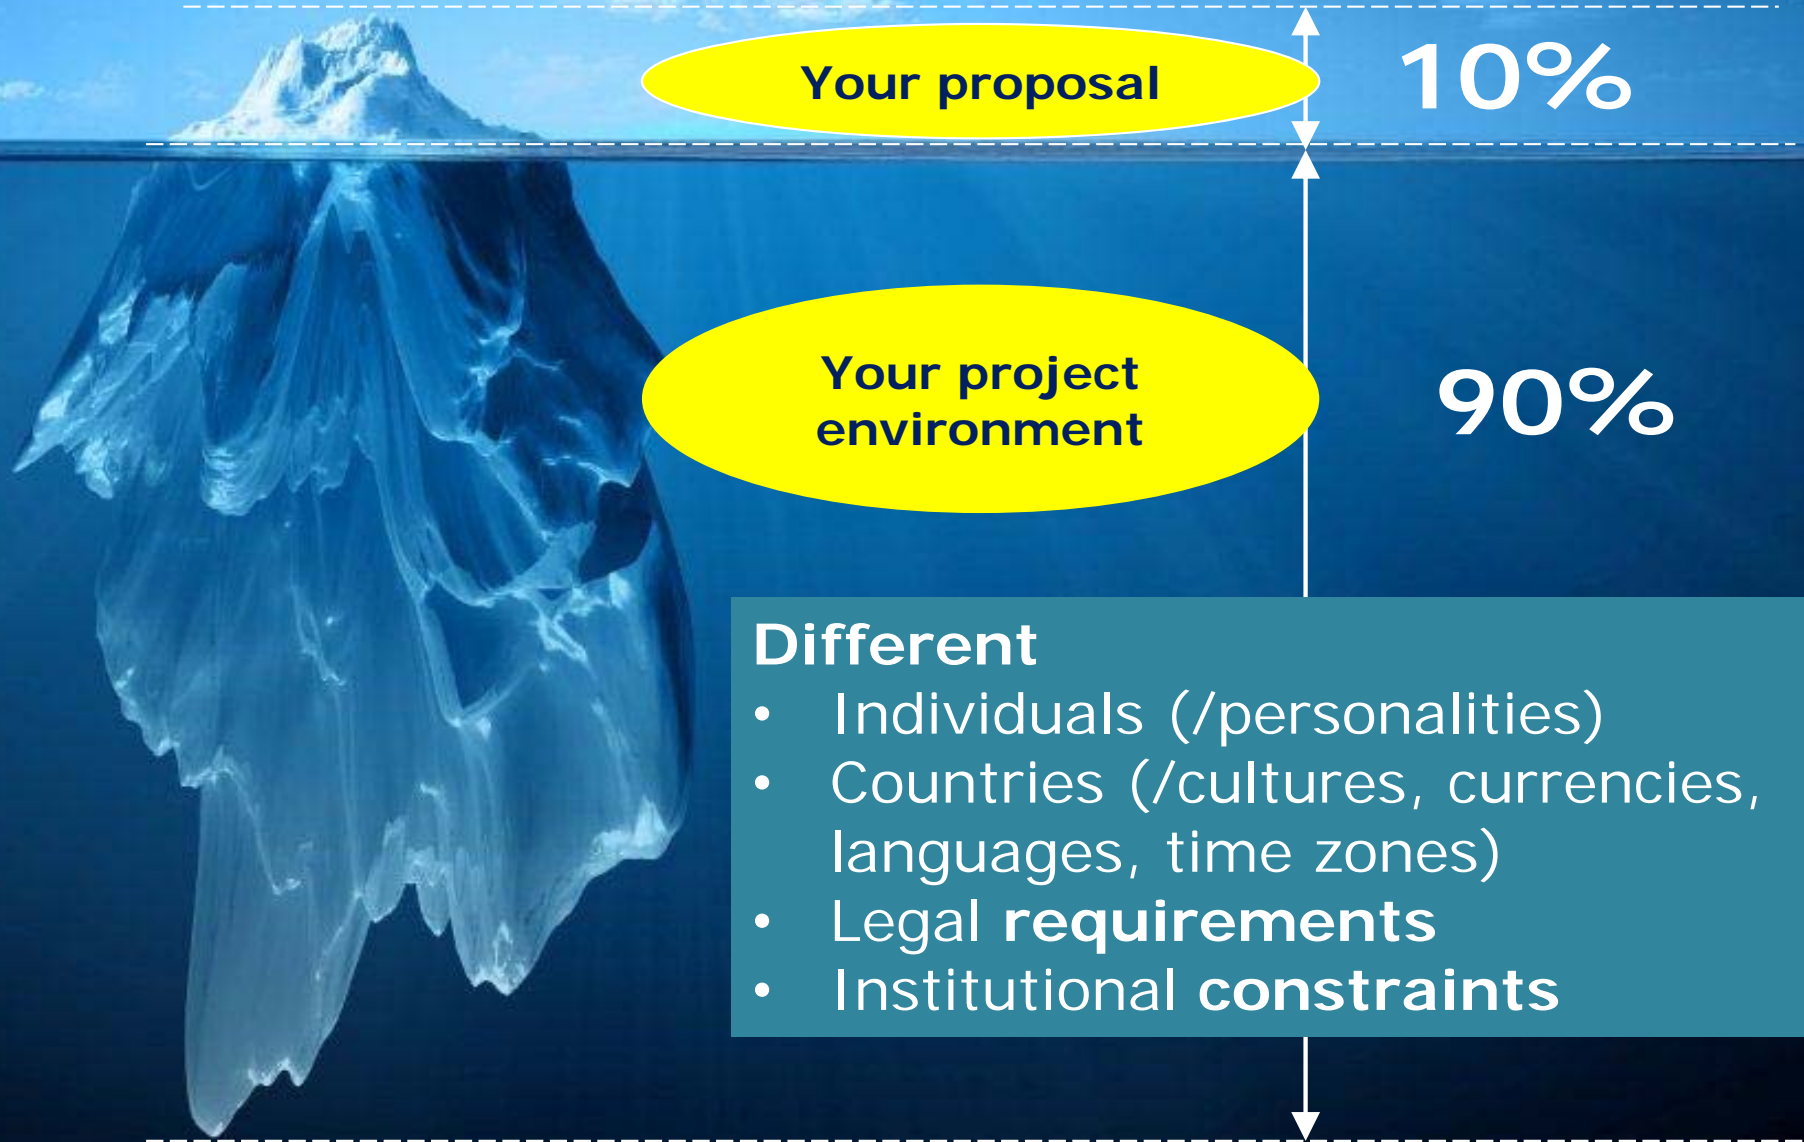 Your proposal
10%
Your project
environment
90%
Different
• Individuals (/personalities)
• Countries (/cultures, currencies,
languages, time zones)
• Legal requirements
• Institutional constraints